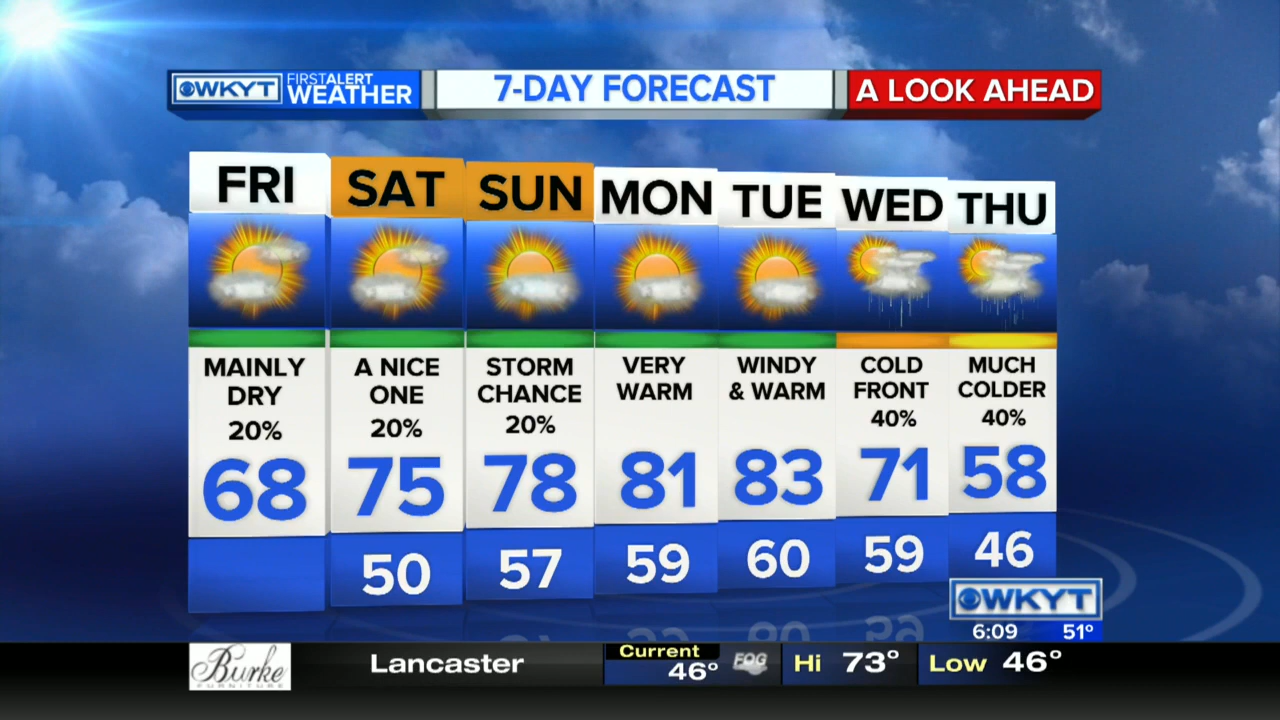 WKYT FIRST ALERT WEATHER
7-DAY FORECAST
A LOOK AHEAD
FRI
MAINLY
DRY
20%
68
SAT
A NICE
ONE
20%
75
50
SUN
STORM
CHANCE
20%
78
57
MON
VERY
WARM
81
59
TUE
WINDY
& WARM
83
60
WED
COLD
FRONT
40%
71
59
THU
MUCH
COLDER
40%
58
46
WKYT
6:09 51°
Burke
FURNITURE
Lancaster
Current
46°
FOG
Hi 73°
Low 46°